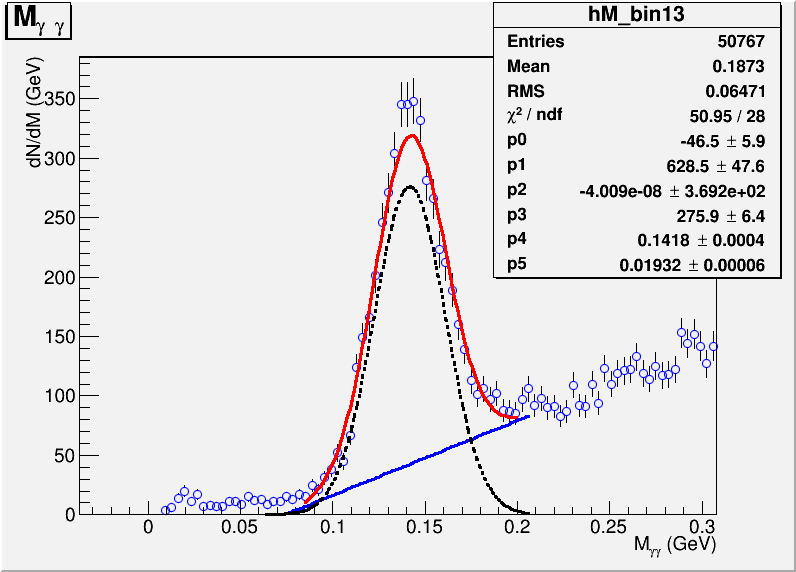 M γ γ
hM_bin13
Entries 50767
Mean 0.1873
RMS 0.06471
χ² / ndf 50.95 / 28
p0 -46.5 ± 5.9
p1 628.5 ± 47.6
p2 -4.009e-08 ± 3.692e+02
p3 275.9 ± 6.4
p4 0.1418 ± 0.0004
p5 0.01932 ± 0.00006
dN/dM (GeV)
350
300
250
200
150
100
50
0
0 0.05 0.1 0.15 0.2 0.25 0.3
M γγ (GeV)